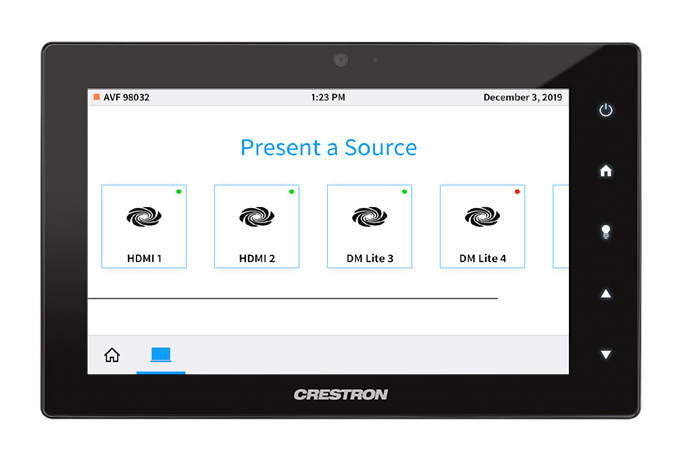 AVF 98032
1:23 PM
December 3, 2019
Present a Source
HDMI 1
HDMI 2
DM Lite 3
DM Lite 4
CRESTRON